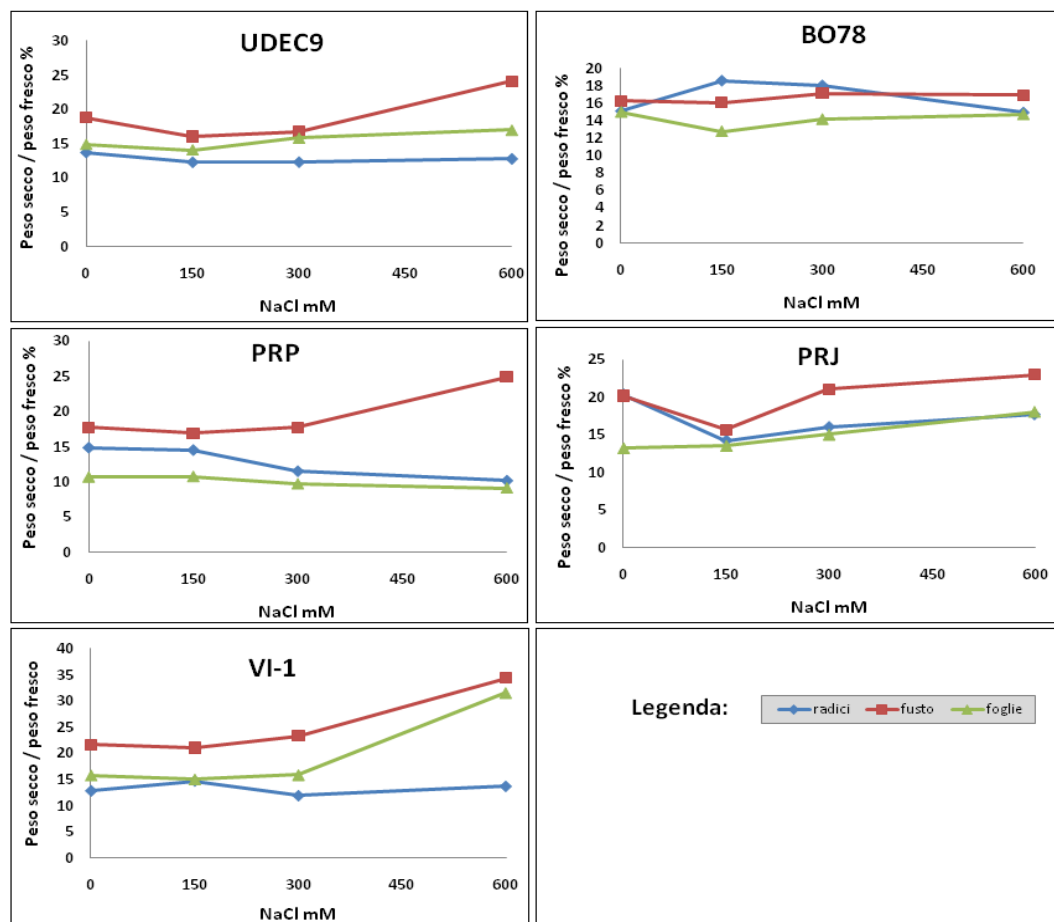 UDEC9
Peso secco / peso fresco %
30
25
20
15
10
5
0
0 150 300 450 600
NaCl mM
BO78
Peso secco / peso fresco %
20
18
16
14
12
10
8
6
4
2
0
0 150 300 450 600
NaCl mM
PRP
Peso secco / peso fresco %
30
25
20
15
10
5
0
0 150 300 450 600
NaCl mM
PRJ
Peso secco / peso fresco %
25
20
15
10
5
0
0 150 300 450 600
NaCl mM
VI-1
Peso secco / peso fresco
40
35
30
25
20
15
10
5
0
0 150 300 450 600
NaCl mM
Legenda: radici fusto foglie